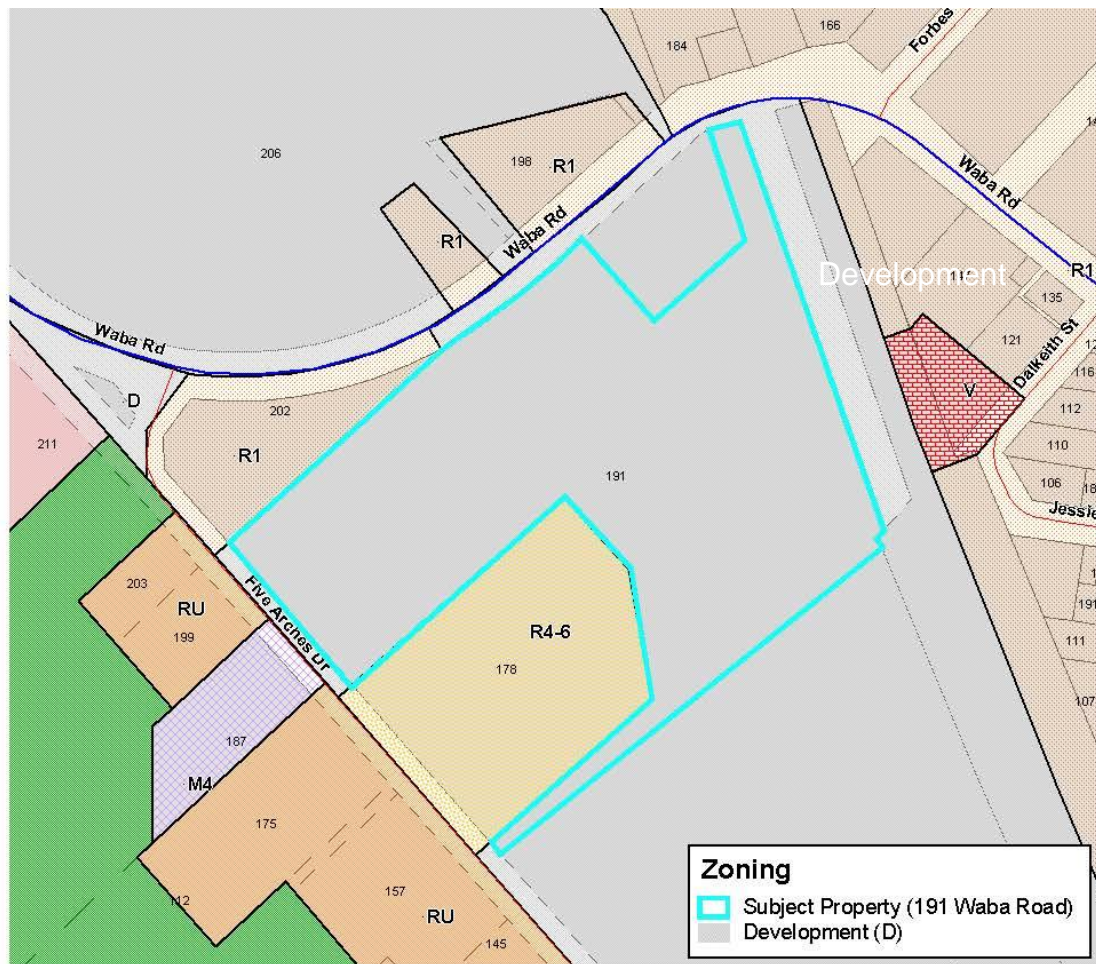 166
184
Forbes
206
198
R1
Waba Rd
Waba Rd
R1
R1
Development
135
121
Dalkeith St
Waba Rd
D
202
R1
V
116
112
110
106
Jessie
211
191
191
111
107
203
RU
199
Five Arches Dr
R4-6
178
187
M4
175
157
RU
145
Zoning
Subject Property (191 Waba Road)
Development (D)